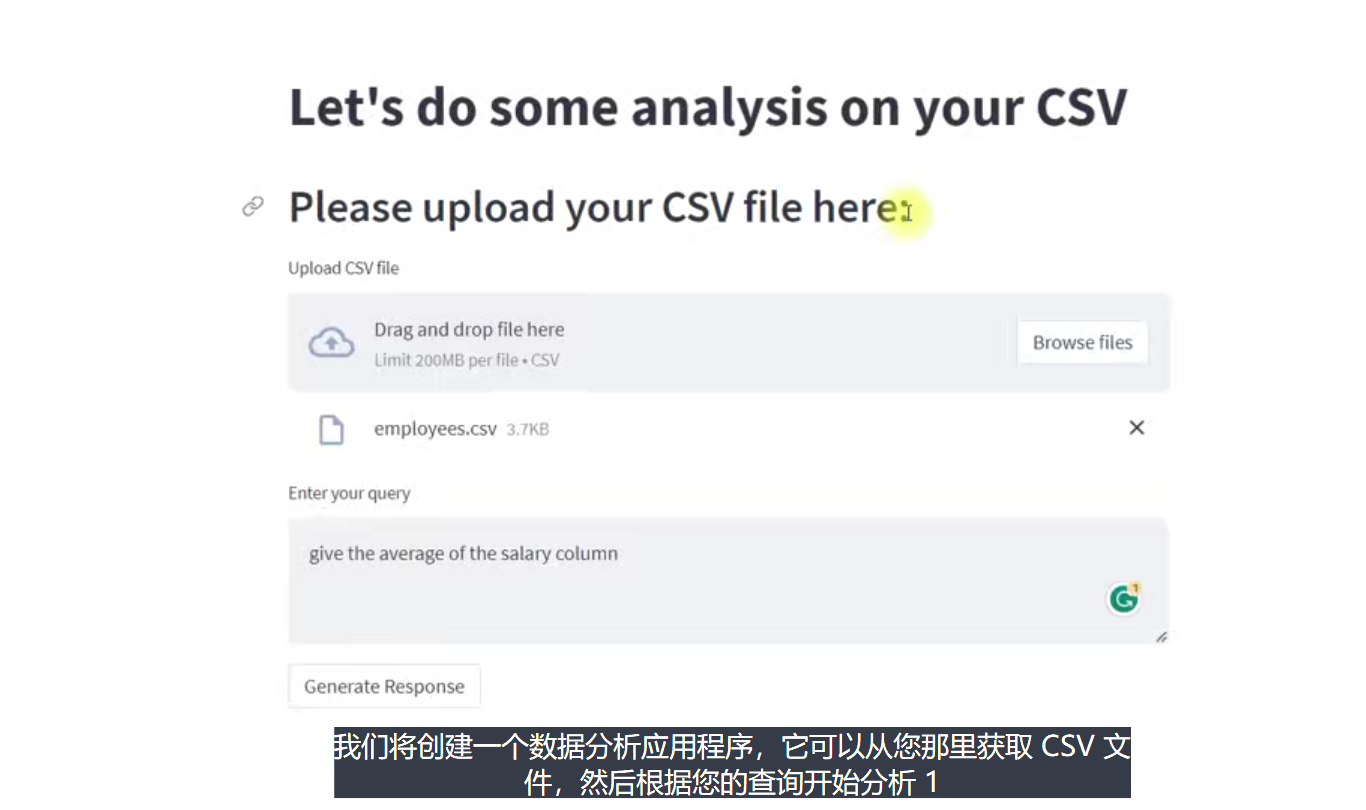 Let's do some analysis on your CSV
Please upload your CSV file here:
Upload CSV file
Drag and drop file here
Limit 200MB per file • CSV
Browse files
employees.csv 3.7KB
Enter your query
give the average of the salary column
1
Generate Response
我们将创建一个数据分析应用程序，它可以从您那里获取 CSV 文
件，然后根据您的查询开始分析 1